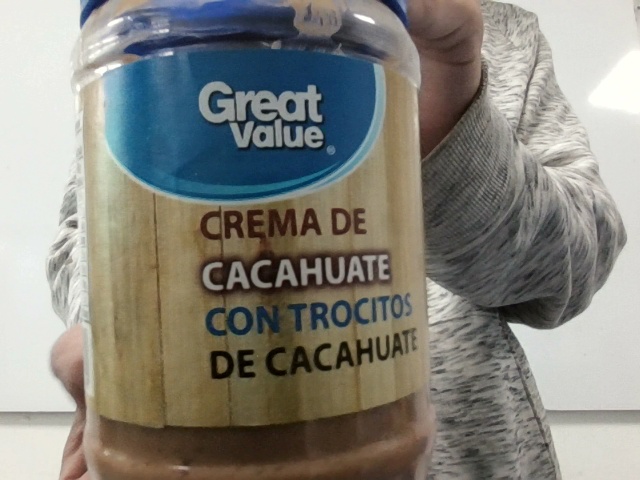 Great
Value®
CREMA DE
CACAHUATE
CON TROCITOS
DE CACAHUATE